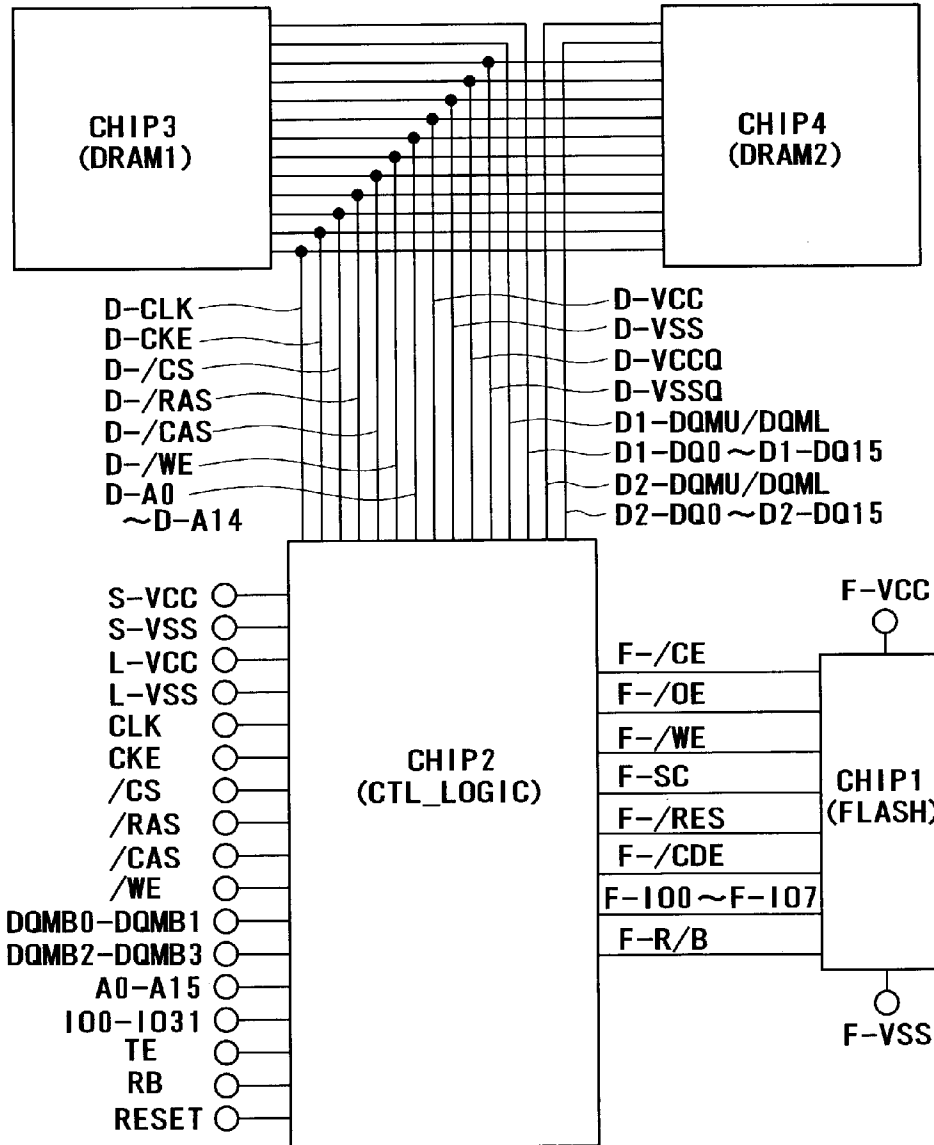 CHIP3
(DRAM1)
CHIP4
(DRAM2)
D-CLK
D-CKE
D-/CS
D-/RAS
D-/CAS
D-/WE
D-A0
~D-A14
D-VCC
D-VSS
D-VCCQ
D-VSSQ
D1-DQMU/DQML
D1-DQ0~D1-DQ15
D2-DQMU/DQML
D2-DQ0~D2-DQ15
S-VCC
S-VSS
L-VCC
L-VSS
CLK
CKE
/CS
/RAS
/CAS
/WE
DQMB0-DQMB1
DQMB2-DQMB3
A0-A15
IO0-IO31
TE
RB
RESET
CHIP2
(CTL_LOGIC)
F-/CE
F-/OE
F-/WE
F-SC
F-/RES
F-/CDE
F-IO0~F-IO7
F-R/B
F-VCC
CHIP1
(FLASH)
F-VSS